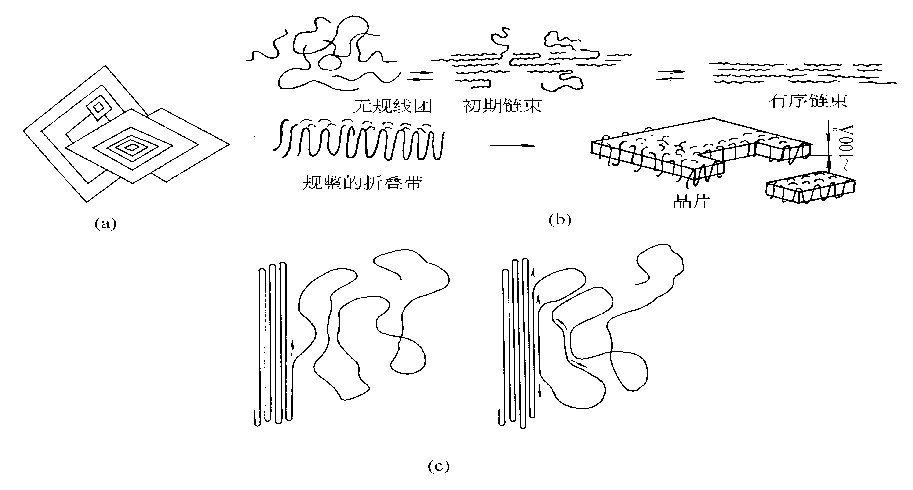 无规线团
初期链束
有序链束
规整的折叠带
晶片
~100Å
(a)
(b)
(c)